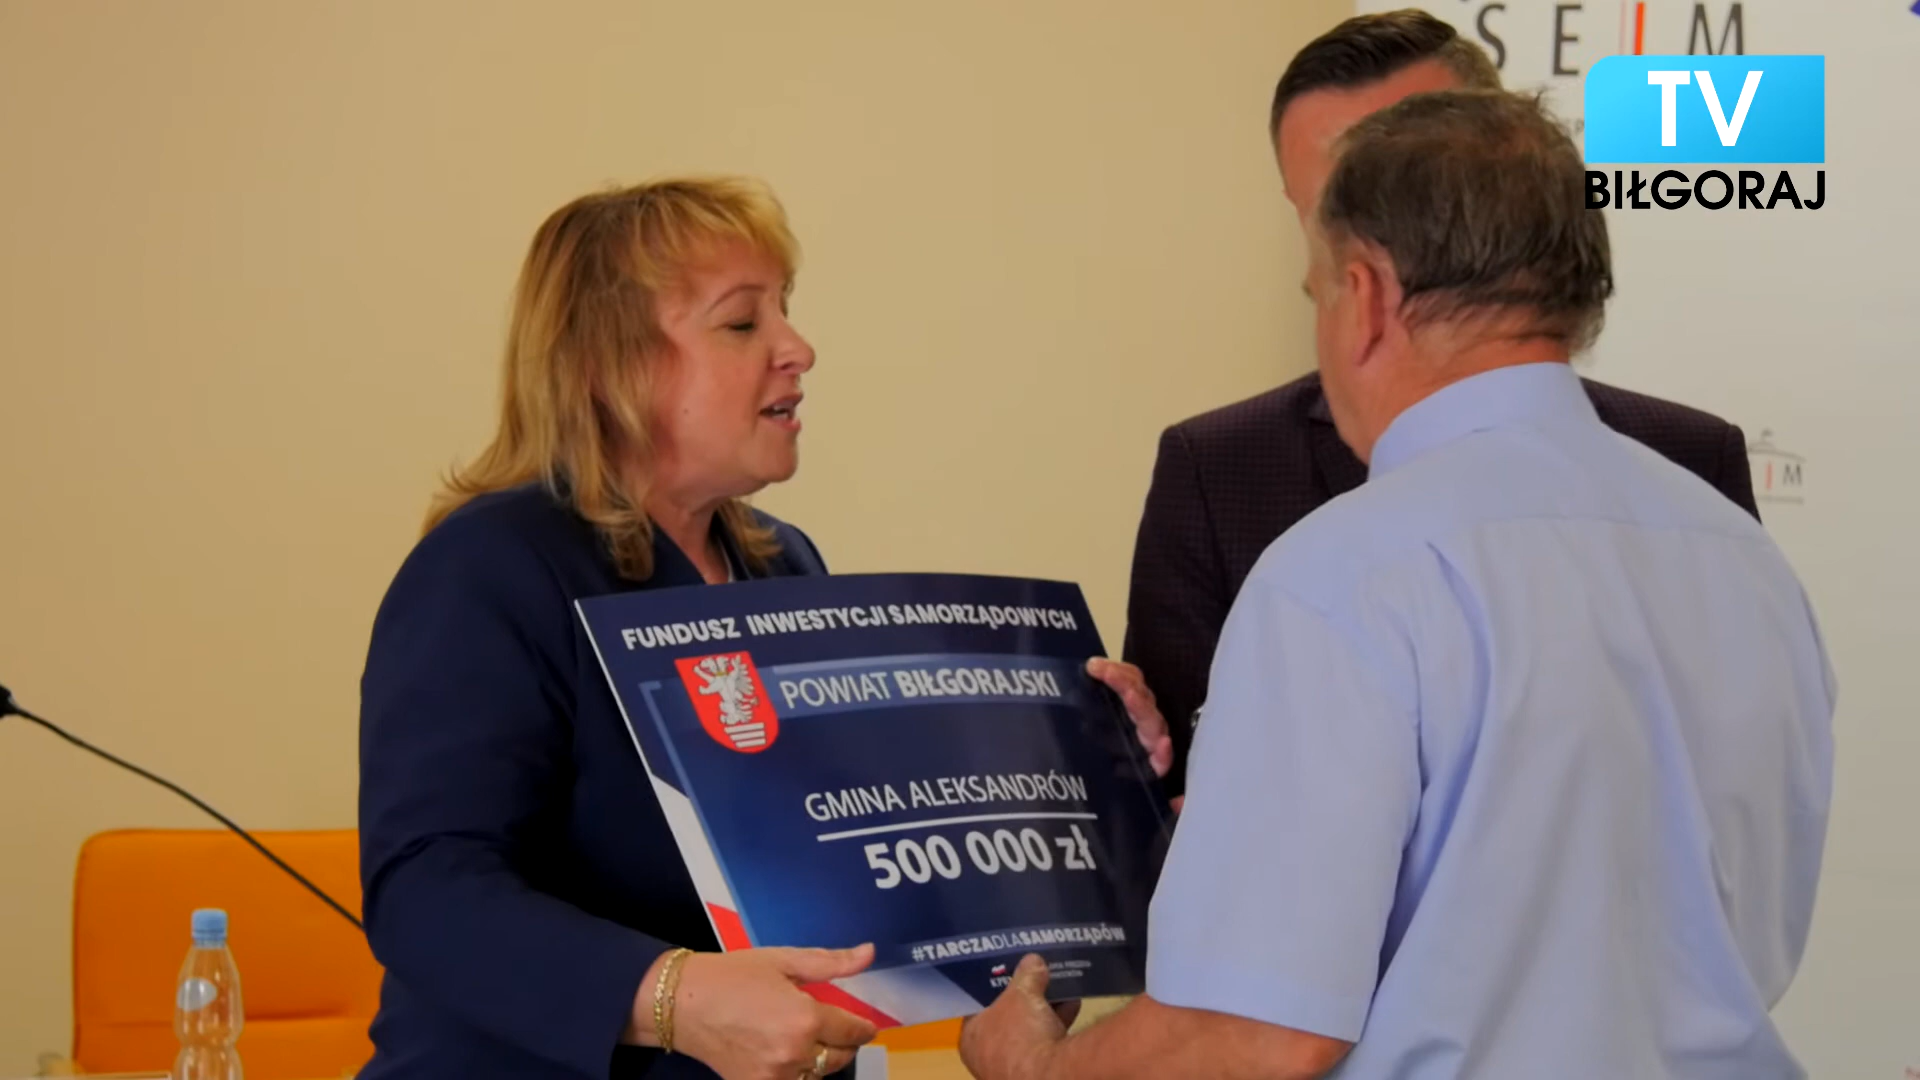 SEJM
TV
BIŁGORAJ
FUNDUSZ INWESTYCJI SAMORZĄDOWYCH
POWIAT BIŁGORAJSKI
GMINA ALEKSANDRÓW
500 000 zł
#TARCZADLASAMORZĄDÓW